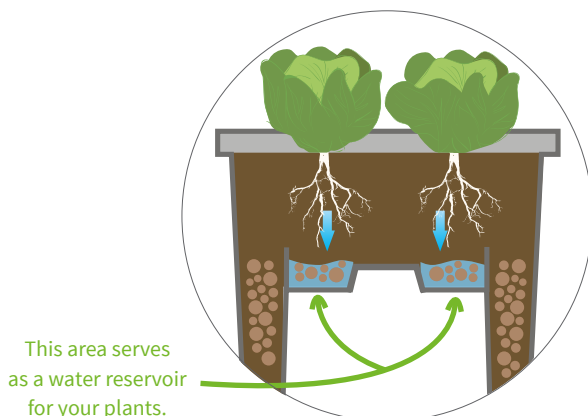 This area serves
as a water reservoir
for your plants.